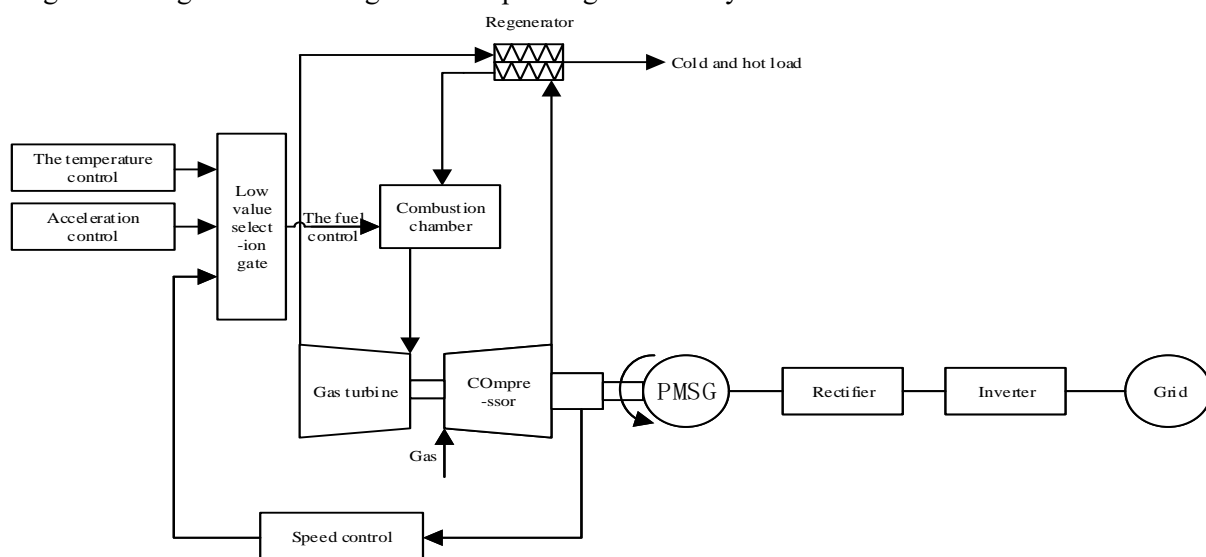 Regenerator
Cold and hot load
The temperature
control
Acceleration
control
Low
value
select
-ion
gate
The fuel
control
Combustion
chamber
Gas turbine
COmpre
-ssor
PMSG
Rectifier
Inverter
Grid
Gas
Speed control